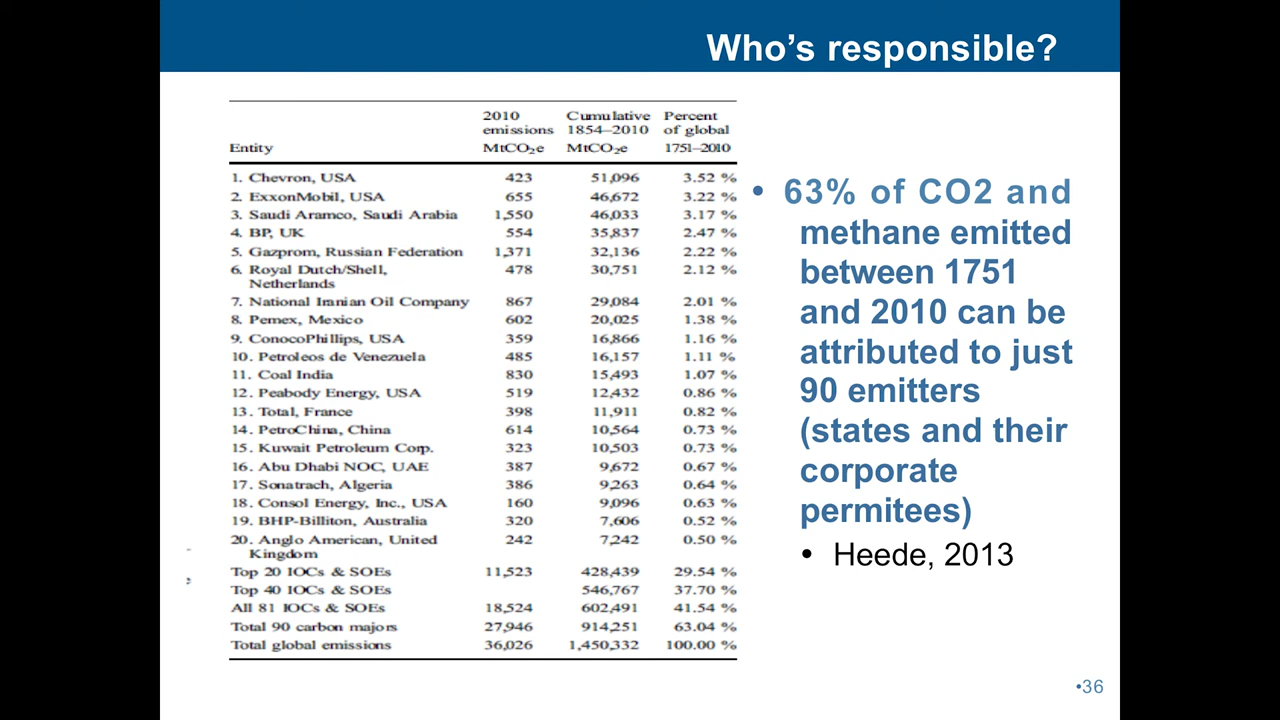 Who’s responsible?
2010 Cumulative Percent
emissions 1854–2010 of global
Entity MtCO2e MtCO2e 1751–2010
1. Chevron, USA 423 51,096 3.52 %
2. ExxonMobil, USA 655 46,672 3.22 %
3. Saudi Aramco, Saudi Arabia 1,550 46,033 3.17 %
4. BP, UK 554 35,837 2.47 %
5. Gazprom, Russian Federation 1,371 32,136 2.22 %
6. Royal Dutch/Shell, 478 30,751 2.12 %
Netherlands
7. National Iranian Oil Company 867 29,084 2.01 %
8. Pemex, Mexico 602 20,025 1.38 %
9. ConocoPhillips, USA 359 16,866 1.16 %
10. Petroleos de Venezuela 485 16,157 1.11 %
11. Coal India 830 15,493 1.07 %
12. Peabody Energy, USA 519 12,432 0.86 %
13. Total, France 398 11,911 0.82 %
14. PetroChina, China 614 10,564 0.73 %
15. Kuwait Petroleum Corp. 323 10,503 0.73 %
16. Abu Dhabi NOC, UAE 387 9,672 0.67 %
17. Sonatrach, Algeria 386 9,263 0.64 %
18. Consol Energy, Inc., USA 160 9,096 0.63 %
19. BHP-Billiton, Australia 320 7,606 0.52 %
20. Anglo American, United 242 7,242 0.50 %
Kingdom
Top 20 IOCs & SOEs 11,523 428,439 29.54 %
Top 40 IOCs & SOEs 546,767 37.70 %
All 81 IOCs & SOEs 18,524 602,491 41.54 %
Total 90 carbon majors 27,946 914,251 63.04 %
Total global emissions 36,026 1,450,332 100.00 %
• 63% of CO2 and
methane emitted
between 1751
and 2010 can be
attributed to just
90 emitters
(states and their
corporate
permitees)
• Heede, 2013
•36